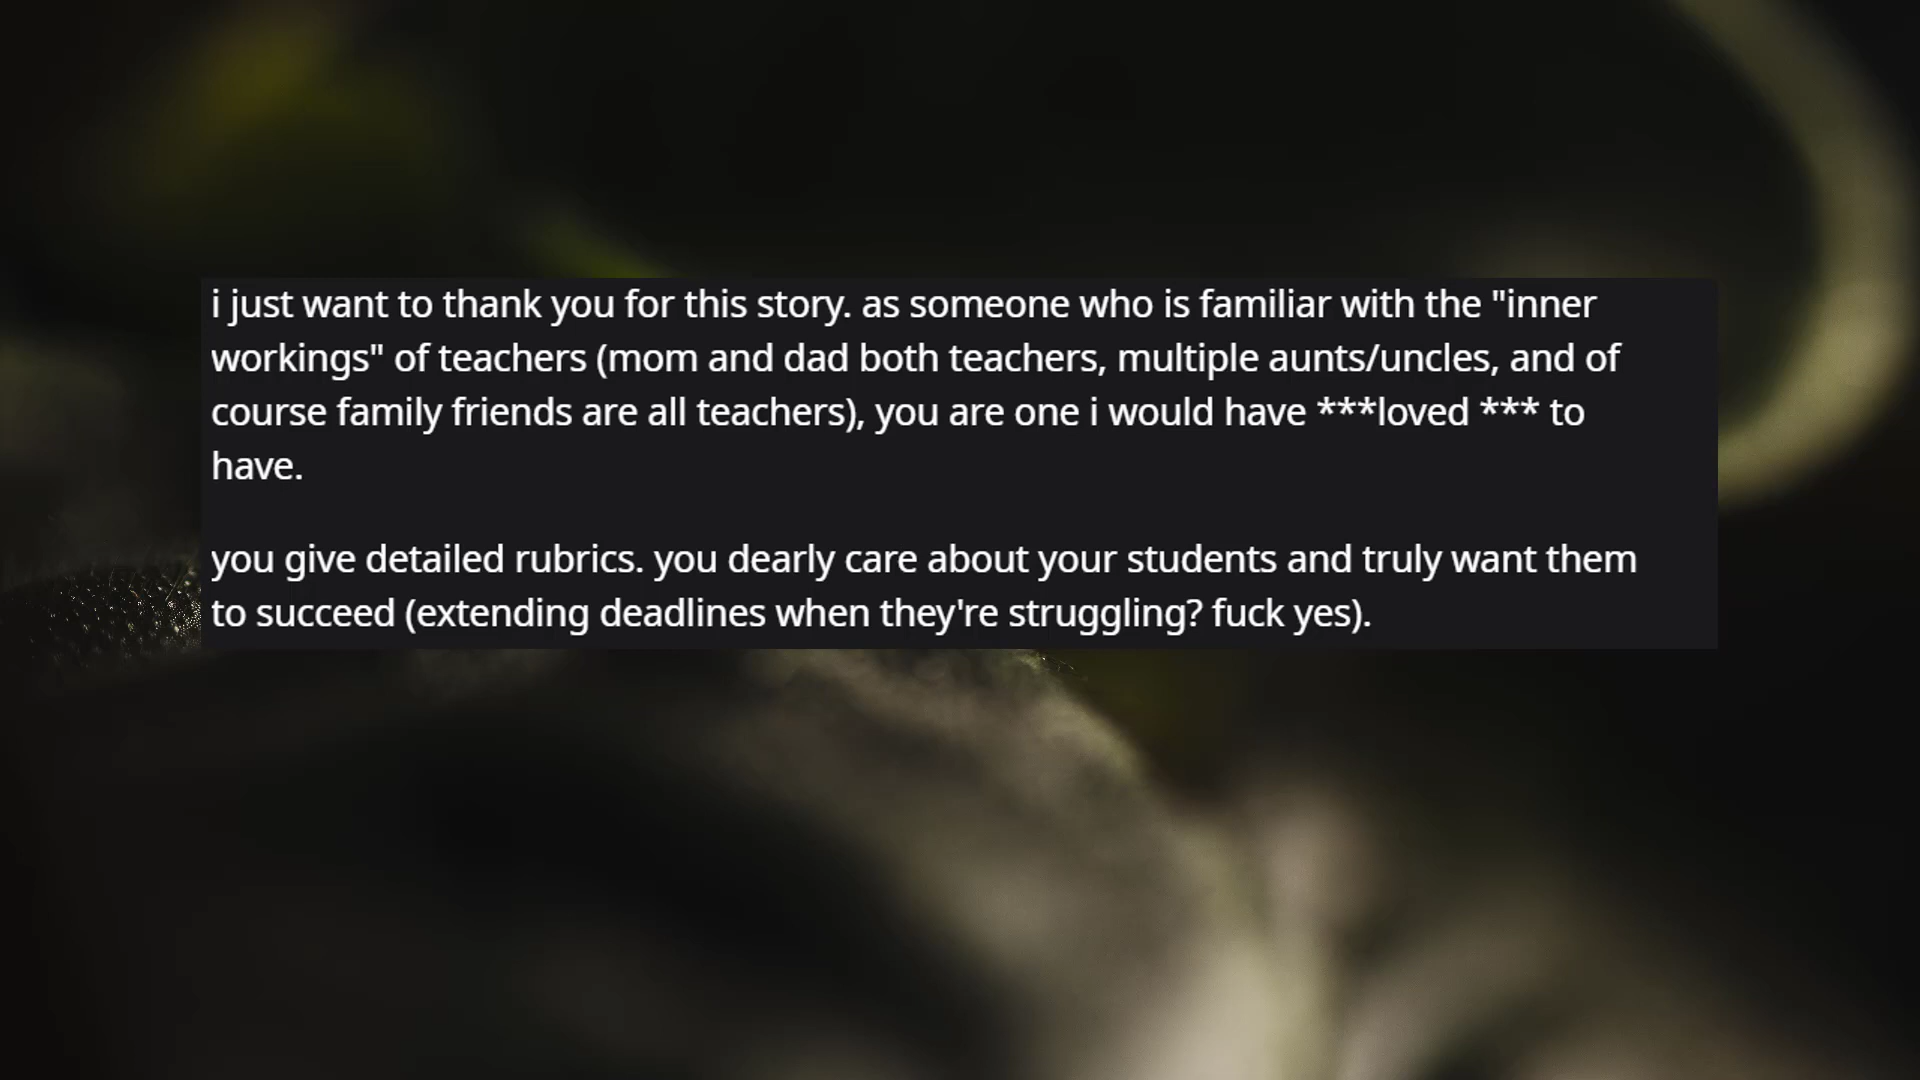 i just want to thank you for this story. as someone who is familiar with the "inner
workings" of teachers (mom and dad both teachers, multiple aunts/uncles, and of
course family friends are all teachers), you are one i would have ***loved *** to
have.
you give detailed rubrics. you dearly care about your students and truly want them
to succeed (extending deadlines when they're struggling? fuck yes).